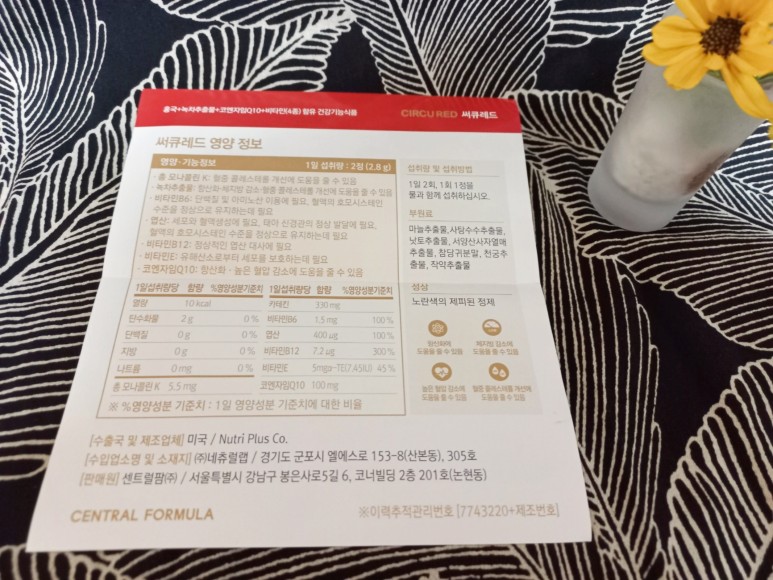 홍국+녹차추출물+코엔자임Q10+비타민(4종) 함유 건강기능식품
CIRCU RED 써큐레드
써큐레드 영양 정보
영양·기능정보 1일 섭취량 : 2정 (2.8 g)
· 총 모나콜린 K: 혈중 콜레스테롤 개선에 도움을 줄 수 있음
· 녹차추출물: 항산화·체지방 감소·혈중 콜레스테롤 개선에 도움을 줄 수 있음
· 비타민B6: 단백질 및 아미노산 이용에 필요, 혈액의 호모시스테인
수준을 정상으로 유지하는데 필요
· 엽산: 세포와 혈액생성에 필요, 태아 신경관의 정상 발달에 필요,
혈액의 호모시스테인 수준을 정상으로 유지하는데 필요
· 비타민B12: 정상적인 엽산 대사에 필요
· 비타민E: 유해산소로부터 세포를 보호하는데 필요
· 코엔자임Q10: 항산화·높은 혈압 감소에 도움을 줄 수 있음
1일섭취량당 함량 %영양성분기준치
열량 10 kcal
탄수화물 2 g 0 %
단백질 0 g 0 %
지방 0 g 0 %
나트륨 0 mg 0 %
총 모나콜린 K 5.5 mg
1일섭취량당 함량 %영양성분기준치
카테킨 330 mg
비타민B6 1.5 mg 100 %
엽산 400 µg 100 %
비타민B12 7.2 µg 300 %
비타민E 5mgα-TE(7.45IU) 45 %
코엔자임Q10 100 mg
※ %영양성분 기준치 : 1일 영양성분 기준치에 대한 비율
섭취량 및 섭취방법
1일 2회, 1회 1정을
물과 함께 섭취하십시오.
부원료
마늘추출물, 사탕수수추출물,
낫토추출물, 서양산사자열매
추출물, 참당귀분말, 천궁추
출물, 작약추출물
성상
노란색의 제피된 정제
항산화에
도움을 줄 수 있음
체지방 감소에
도움을 줄 수 있음
높은 혈압 감소에
도움을 줄 수 있음
혈중 콜레스테롤 개선에
도움을 줄 수 있음
[수출국 및 제조업체] 미국 / Nutri Plus Co.
[수입업소명 및 소재지] (주)네츄럴랩 / 경기도 군포시 엘에스로 153-8(산본동), 305호
[판매원] 센트럴팜(주) / 서울특별시 강남구 봉은사로5길 6, 코너빌딩 2층 201호(논현동)
CENTRAL FORMULA
※이력추적관리번호 [7743220+제조번호]